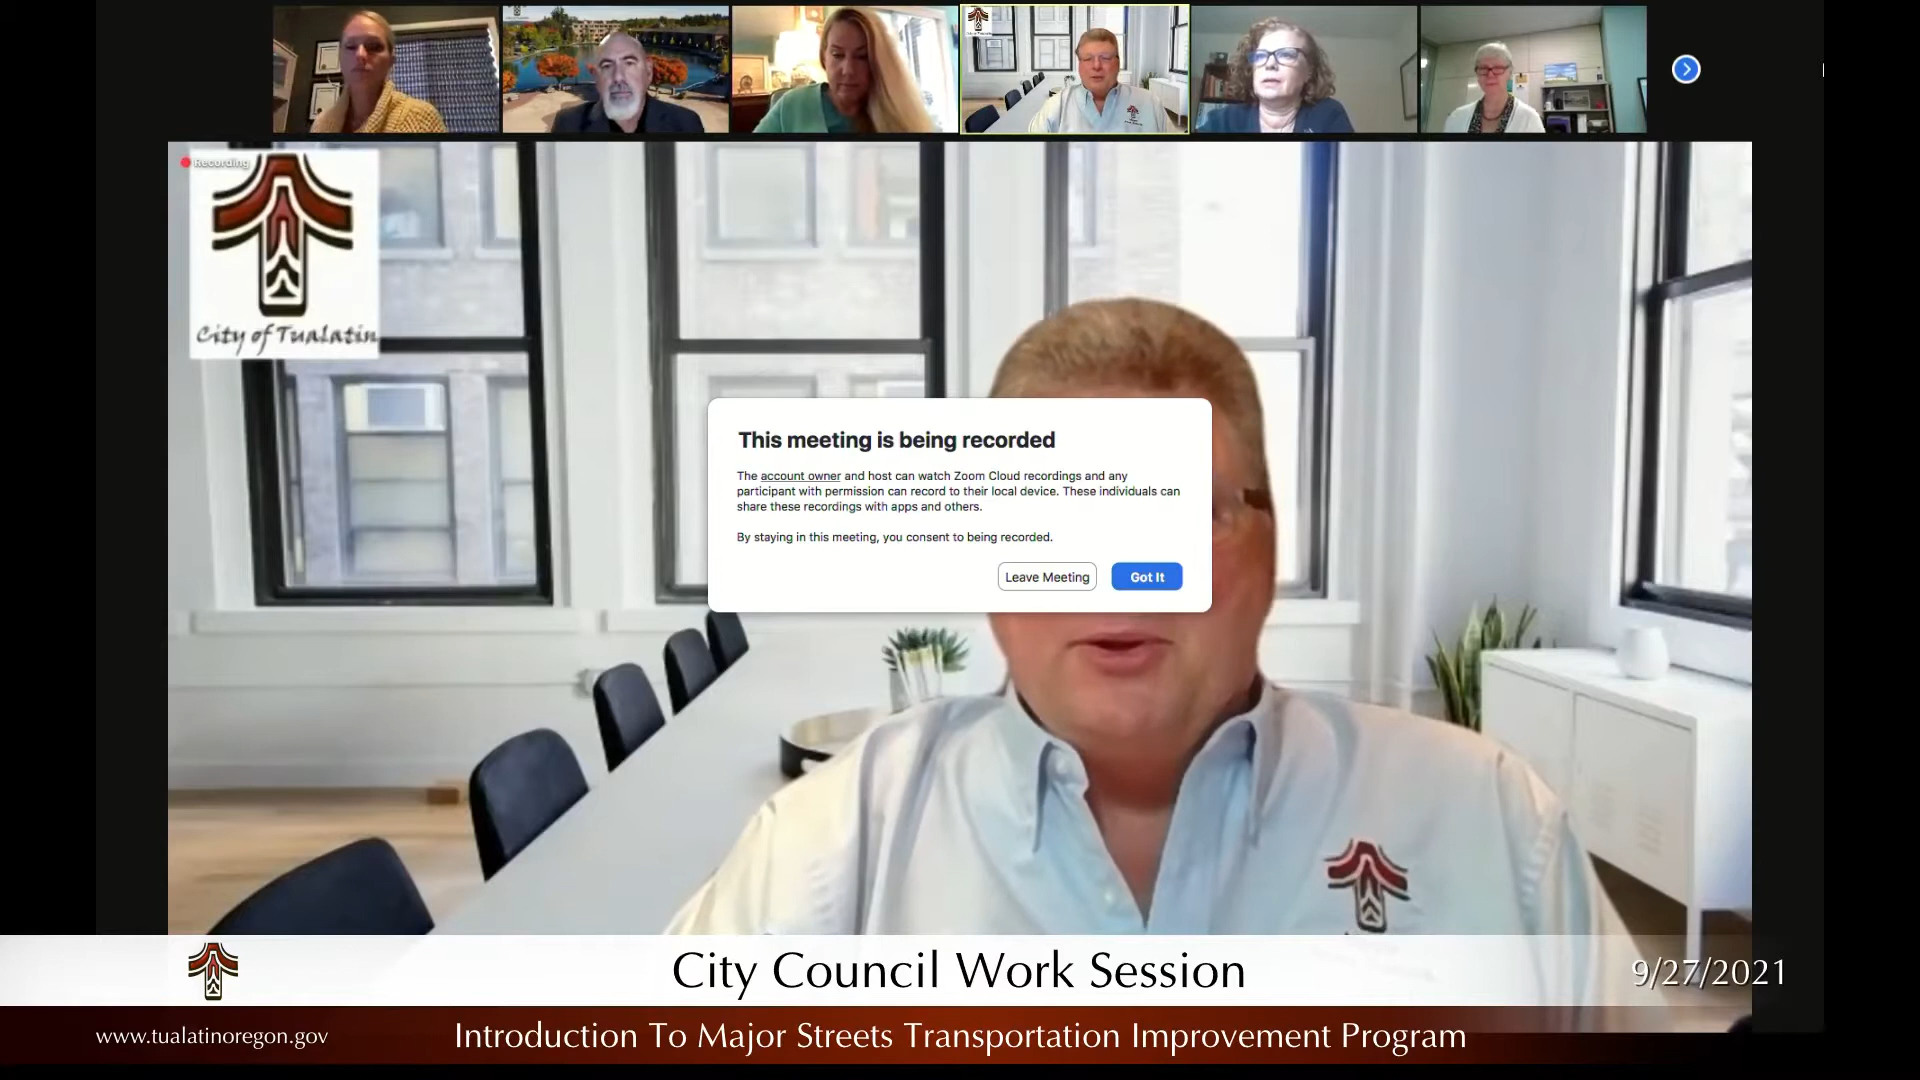 Recording
City of Tualatin
This meeting is being recorded
The account owner and host can watch Zoom Cloud recordings and any
participant with permission can record to their local device. These individuals can
share these recordings with apps and others.
By staying in this meeting, you consent to being recorded.
Leave Meeting
Got It
City Council Work Session
9/27/2021
www.tualatinoregon.gov
Introduction To Major Streets Transportation Improvement Program